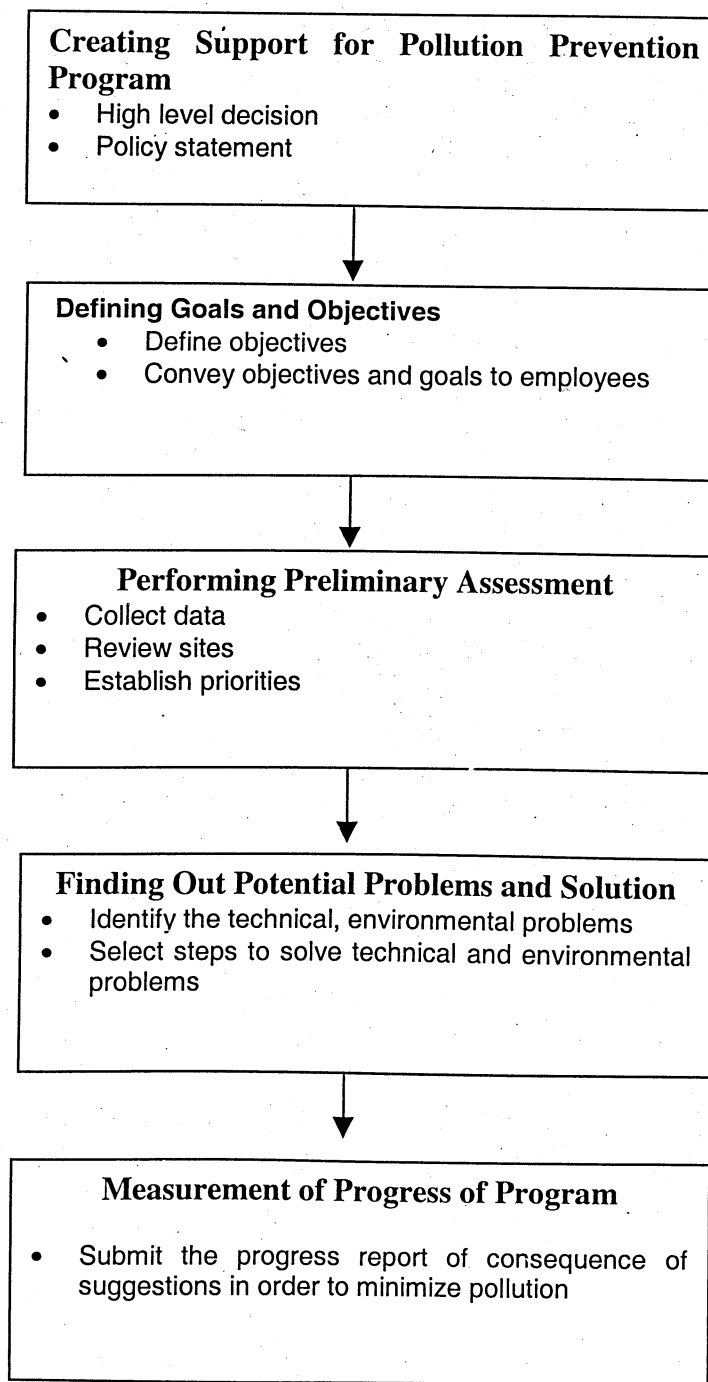 Creating Support for Pollution Prevention
Program
• High level decision
• Policy statement
Defining Goals and Objectives
• Define objectives
• Convey objectives and goals to employees
Performing Preliminary Assessment
• Collect data
• Review sites
• Establish priorities
Finding Out Potential Problems and Solution
• Identify the technical, environmental problems
• Select steps to solve technical and environmental
problems
Measurement of Progress of Program
• Submit the progress report of consequence of
suggestions in order to minimize pollution